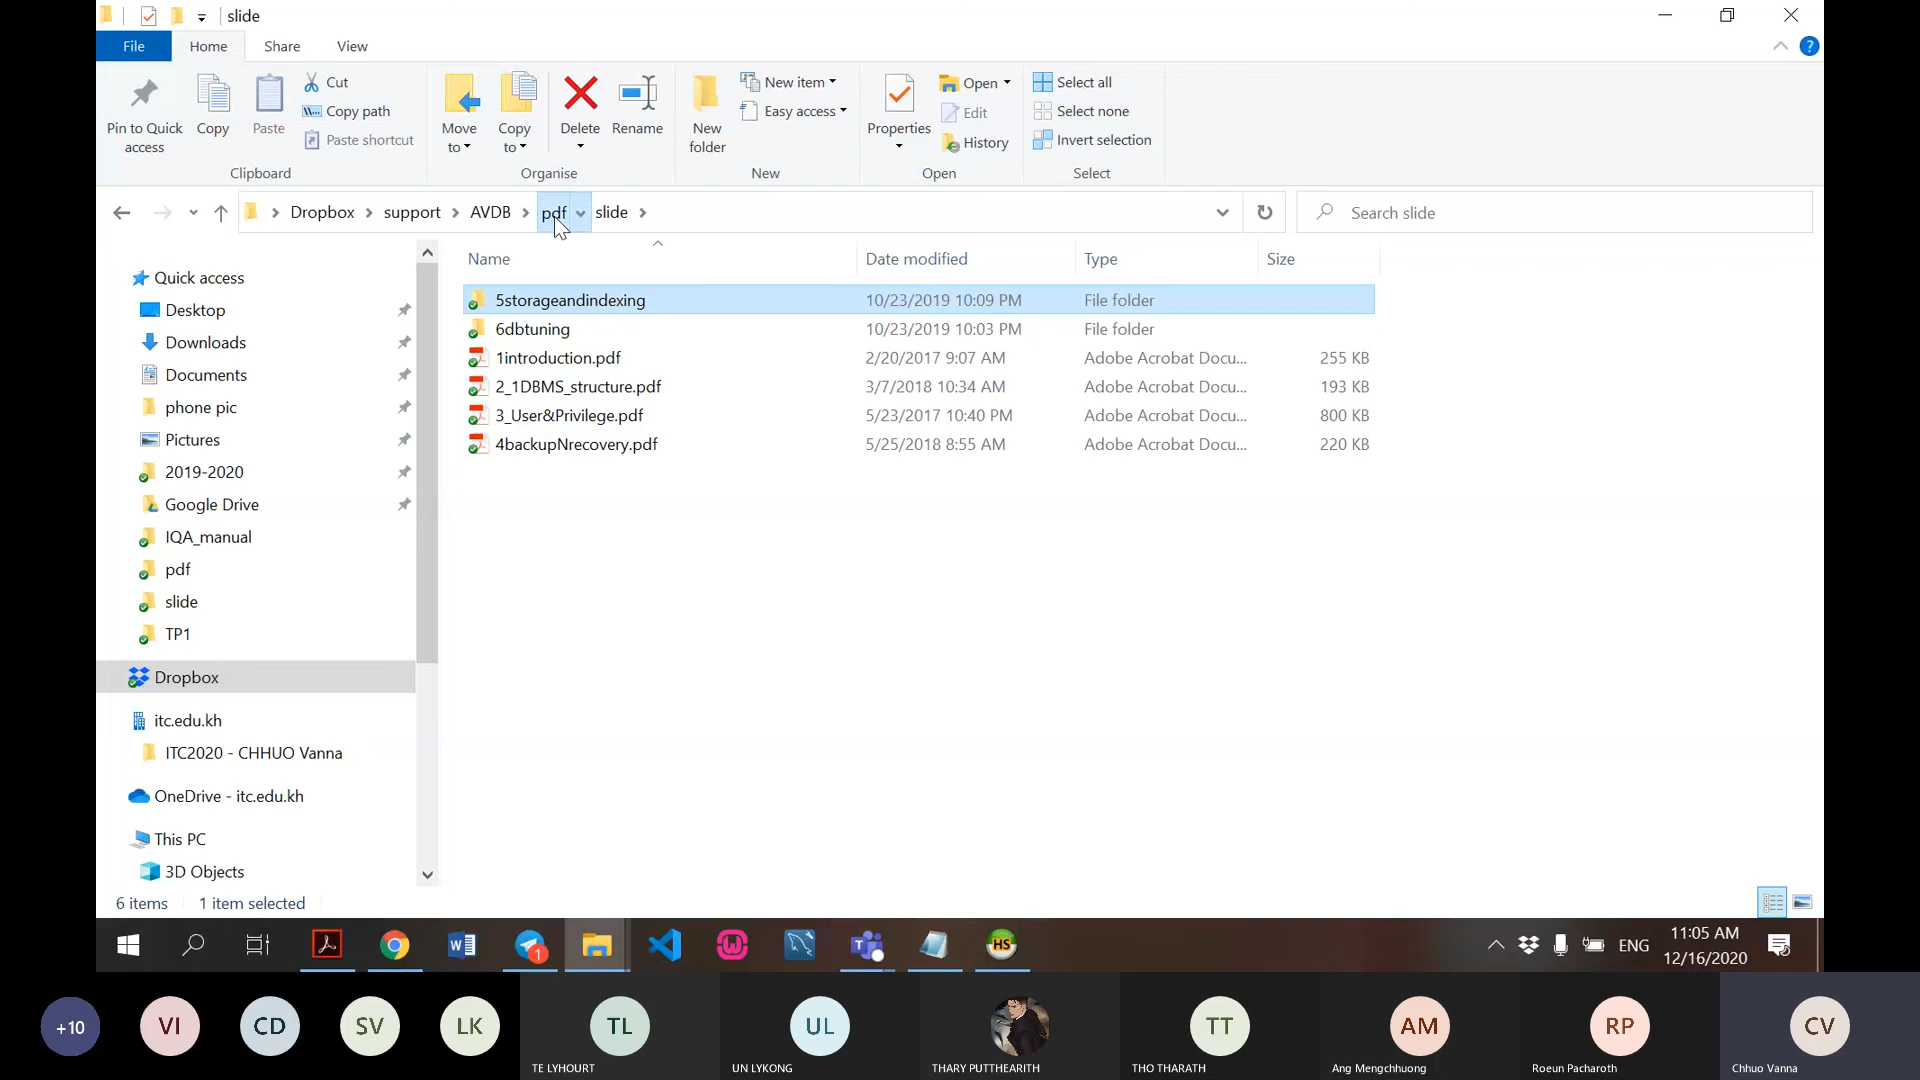 slide
File
Home
Share
View
?
Pin to Quick access
Copy
Paste
Cut
Copy path
Paste shortcut
Clipboard
Move to
Copy to
Delete
Rename
Organise
New folder
New item
Easy access
New
Properties
Open
Edit
History
Open
Select all
Select none
Invert selection
Select
Dropbox
support
AVDB
pdf
slide
Search slide
Name
Date modified
Type
Size
5storageandindexing 10/23/2019 10:09 PM File folder
6dbtuning 10/23/2019 10:03 PM File folder
1introduction.pdf 2/20/2017 9:07 AM Adobe Acrobat Docu... 255 KB
2_1DBMS_structure.pdf 3/7/2018 10:34 AM Adobe Acrobat Docu... 193 KB
3_User&Privilege.pdf 5/23/2017 10:40 PM Adobe Acrobat Docu... 800 KB
4backupNrecovery.pdf 5/25/2018 8:55 AM Adobe Acrobat Docu... 220 KB
Quick access
Desktop
Downloads
Documents
phone pic
Pictures
2019-2020
Google Drive
IQA_manual
pdf
slide
TP1
Dropbox
itc.edu.kh
ITC2020 - CHHUO Vanna
OneDrive - itc.edu.kh
This PC
3D Objects
6 items
1 item selected
W
1
T
HS
ENG
11:05 AM
12/16/2020
+10
VI
CD
SV
LK
TL
TE LYHOURT
UL
UN LYKONG
THARY PUTTHEARITH
TT
THO THARATH
AM
Ang Mengchhuong
RP
Roeun Pacharoth
CV
Chhuo Vanna